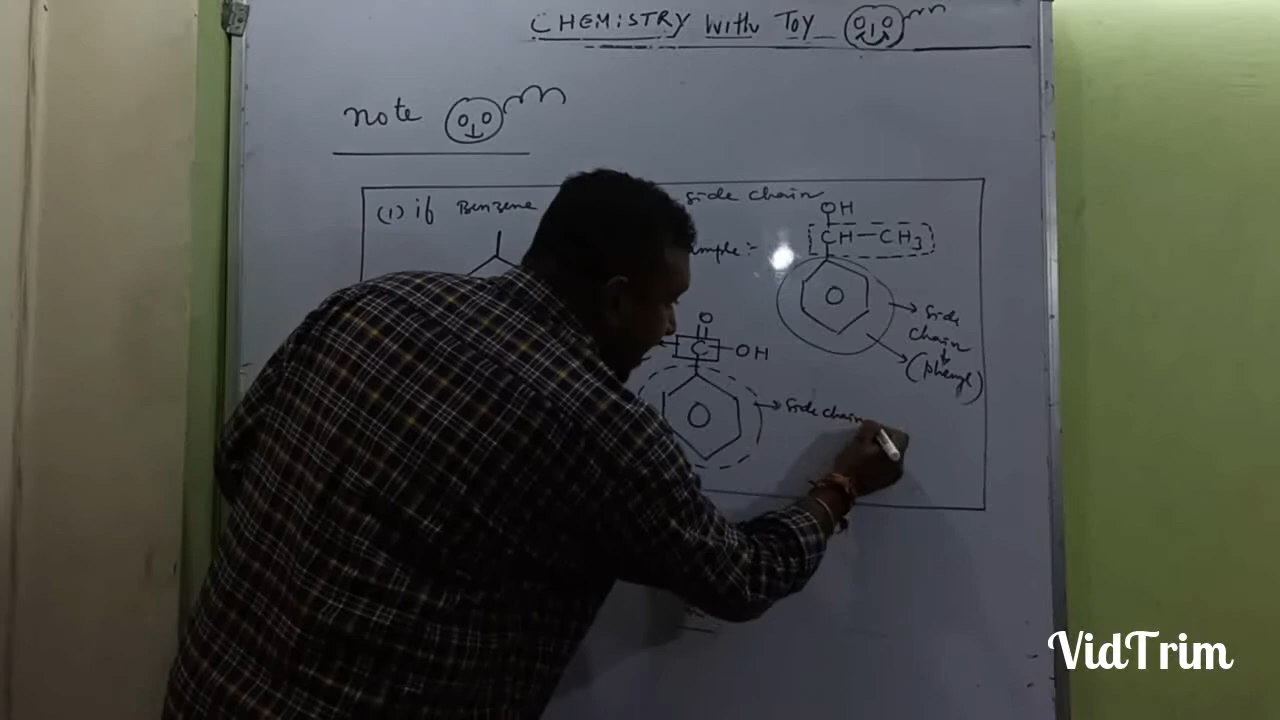 CHEMISTRY with Toy
note
(1) if Benzene side chain
OH
CH-CH3
side
chain
(phenyl)
O
C-OH
side chain
VidTrim